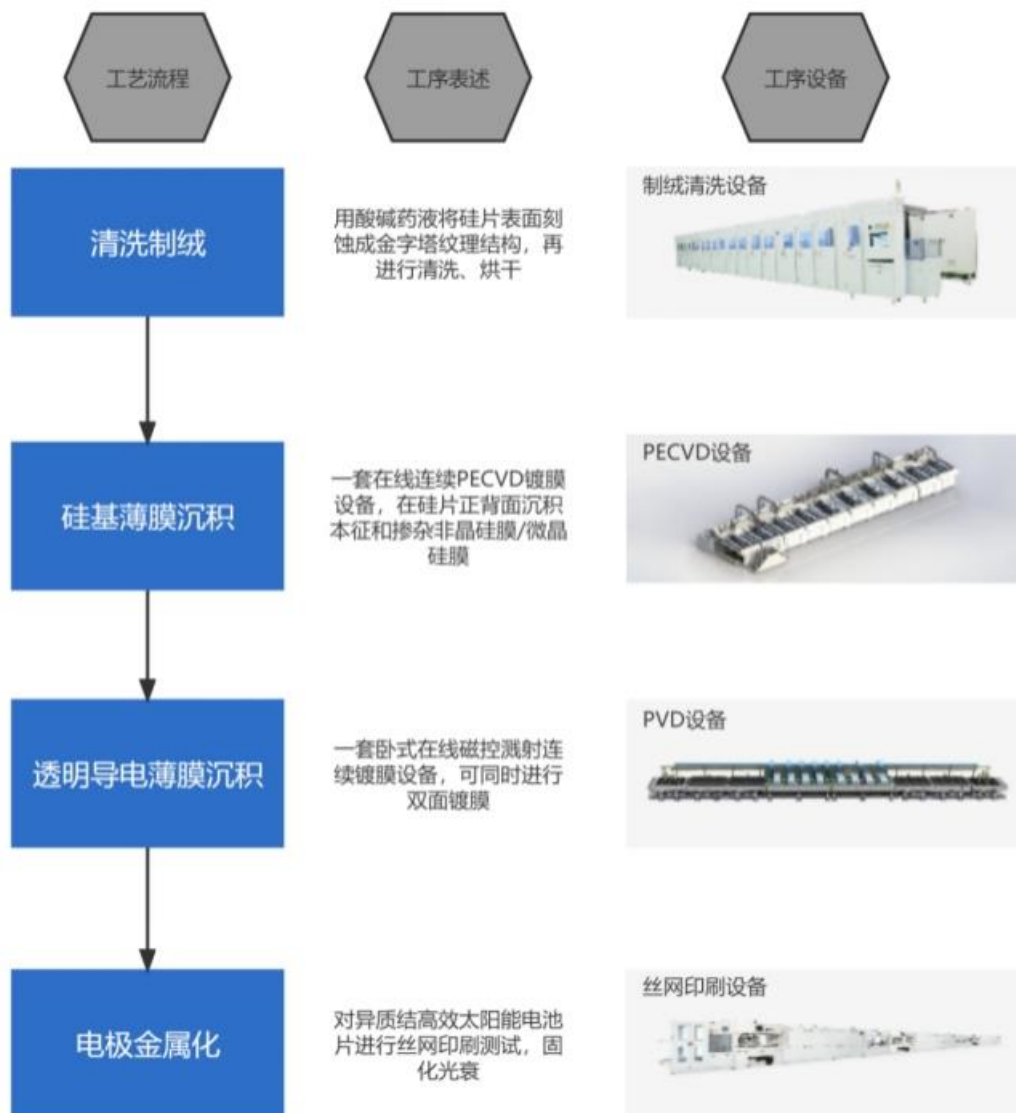 工艺流程
工序表述
工序设备
清洗制绒
用酸碱药液将硅片表面刻
蚀成金字塔纹理结构，再
进行清洗、烘干
制绒清洗设备
硅基薄膜沉积
一套在线连续PECVD镀膜
设备，在硅片正背面沉积
本征和掺杂非晶硅膜/微晶
硅膜
PECVD设备
透明导电薄膜沉积
一套卧式在线磁控溅射连
续镀膜设备，可同时进行
双面镀膜
PVD设备
电极金属化
对异质结高效太阳能电池
片进行丝网印刷测试，固
化光衰
丝网印刷设备